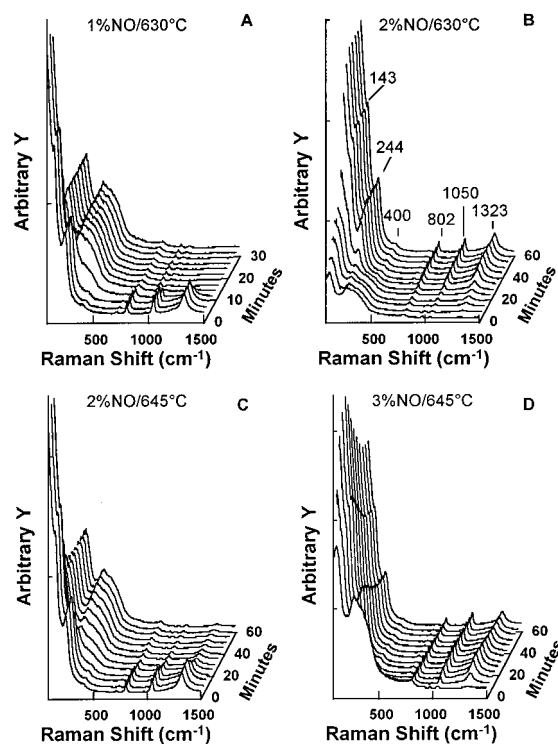 1%NO/630°C
A
Arbitrary Y
30
20
10
0
Minutes
500
1000
1500
Raman Shift (cm-1)
2%NO/630°C
B
143
244
400
802
1050
1323
Arbitrary Y
60
40
20
0
Minutes
500
1000
1500
Raman Shift (cm-1)
2%NO/645°C
C
Arbitrary Y
60
40
20
0
Minutes
500
1000
1500
Raman Shift (cm-1)
3%NO/645°C
D
Arbitrary Y
60
40
20
0
Minutes
500
1000
1500
Raman Shift (cm-1)